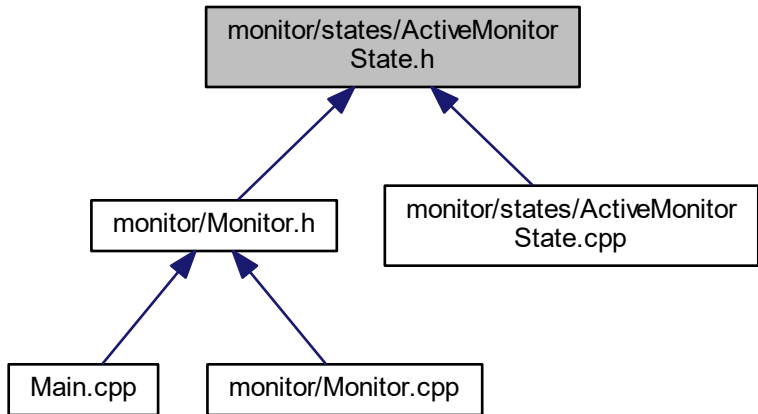 monitor/states/ActiveMonitor
State.h
monitor/Monitor.h
monitor/states/ActiveMonitor
State.cpp
Main.cpp
monitor/Monitor.cpp